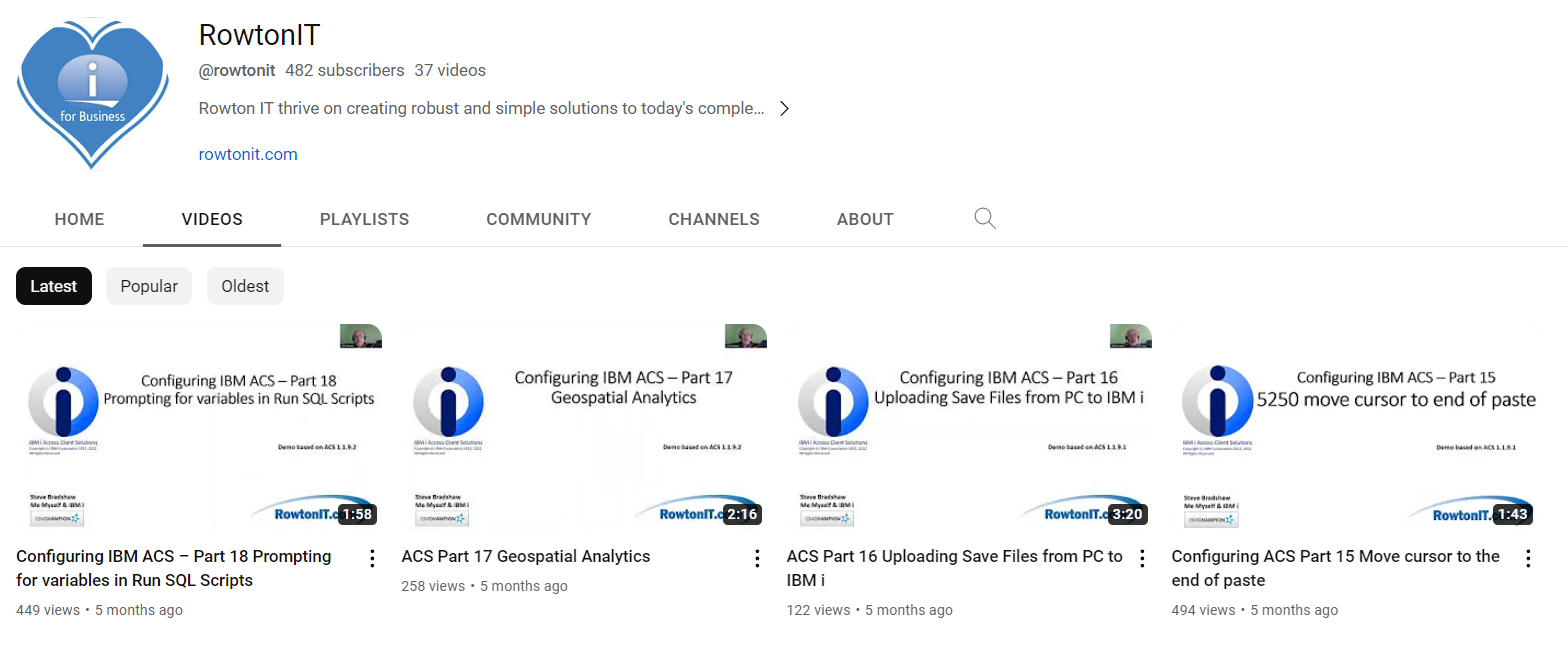 RowtonIT
@rowtonit 482 subscribers 37 videos
Rowton IT thrive on creating robust and simple solutions to today's comple...
rowtonit.com
i
for Business
HOME VIDEOS PLAYLISTS COMMUNITY CHANNELS ABOUT
Latest Popular Oldest
Configuring IBM ACS – Part 18
Prompting for variables in Run SQL Scripts
IBM i Access Client Solutions
Demo based on ACS 1.1.9.2
Steve Bradshaw
Me Myself & IBM i
IBM CHAMPION
RowtonIT.c
1:58
Configuring IBM ACS – Part 17
Geospatial Analytics
IBM i Access Client Solutions
Demo based on ACS 1.1.9.2
Steve Bradshaw
Me Myself & IBM i
IBM CHAMPION
RowtonIT.c
2:16
Configuring IBM ACS – Part 16
Uploading Save Files from PC to IBM i
IBM i Access Client Solutions
Demo based on ACS 1.1.9.1
Steve Bradshaw
Me Myself & IBM i
IBM CHAMPION
RowtonIT.c
3:20
Configuring IBM ACS – Part 15
5250 move cursor to end of paste
IBM i Access Client Solutions
Demo based on ACS 1.1.9.1
Steve Bradshaw
Me Myself & IBM i
IBM CHAMPION
RowtonIT.
1:43
Configuring IBM ACS – Part 18 Prompting
for variables in Run SQL Scripts
449 views • 5 months ago
ACS Part 17 Geospatial Analytics
258 views • 5 months ago
ACS Part 16 Uploading Save Files from PC to
IBM i
122 views • 5 months ago
Configuring ACS Part 15 Move cursor to the
end of paste
494 views • 5 months ago